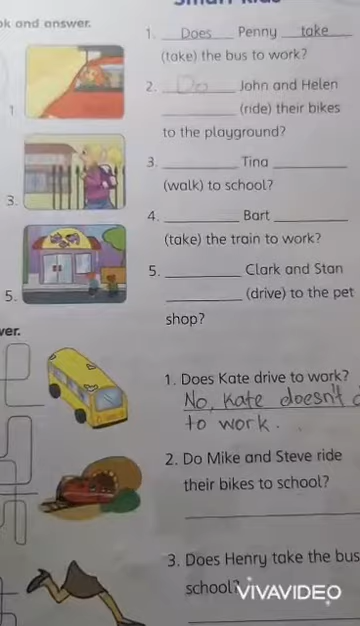 ok and answer.
1. Does Penny take
(take) the bus to work?
2. Do John and Helen
(ride) their bikes
to the playground?
3. Tina
(walk) to school?
4. Bart
(take) the train to work?
5. Clark and Stan
(drive) to the pet
shop?
1.
3.
5.
ver.
1. Does Kate drive to work?
No, Kate doesn't d
to work.
2. Do Mike and Steve ride
their bikes to school?
3. Does Henry take the bus
school?
VIVAVIDEO